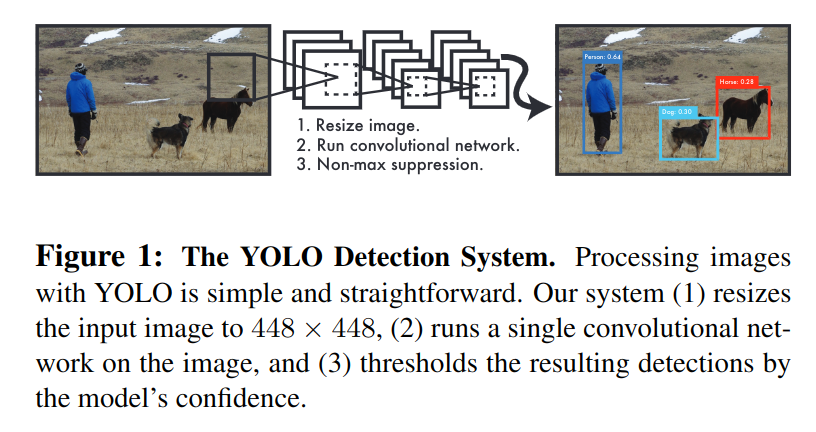 Person: 0.64
Horse: 0.28
Dog: 0.30
1. Resize image.
2. Run convolutional network.
3. Non-max suppression.
Figure 1: The YOLO Detection System. Processing images
with YOLO is simple and straightforward. Our system (1) resizes
the input image to 448 × 448, (2) runs a single convolutional net-
work on the image, and (3) thresholds the resulting detections by
the model's confidence.